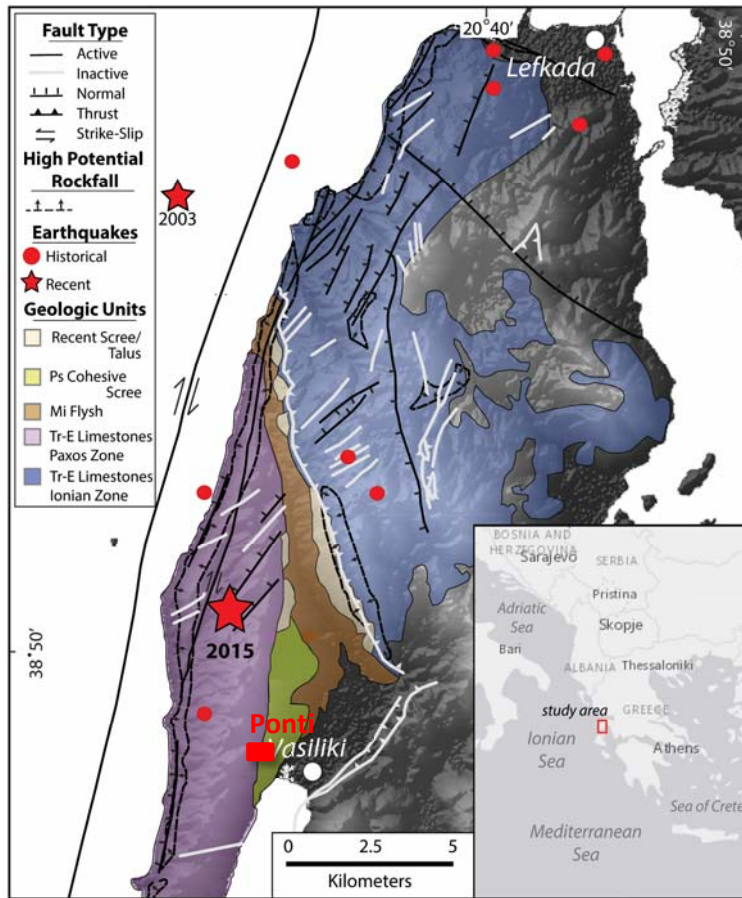 Fault Type
Active
Inactive
Normal
Thrust
Strike-Slip
High Potential
Rockfall
Earthquakes
Historical
Recent
Geologic Units
Recent Scree/
Talus
Ps Cohesive
Scree
Mi Flysh
Tr-E Limestones
Paxos Zone
Tr-E Limestones
Ionian Zone
20°40'
38°50'
Lefkada
2003
38°50'
2015
Ponti
Vasiliki
0 2.5 5
Kilometers
BOSNIA AND
HERZEGOVINA
Sarajevo
SERBIA
Pristina
Adriatic
Sea
Skopje
Bari
ALBANIA
Thessaloniki
study area
GREECE
Ionian
Sea
Athens
Sea of Crete
Mediterranean
Sea